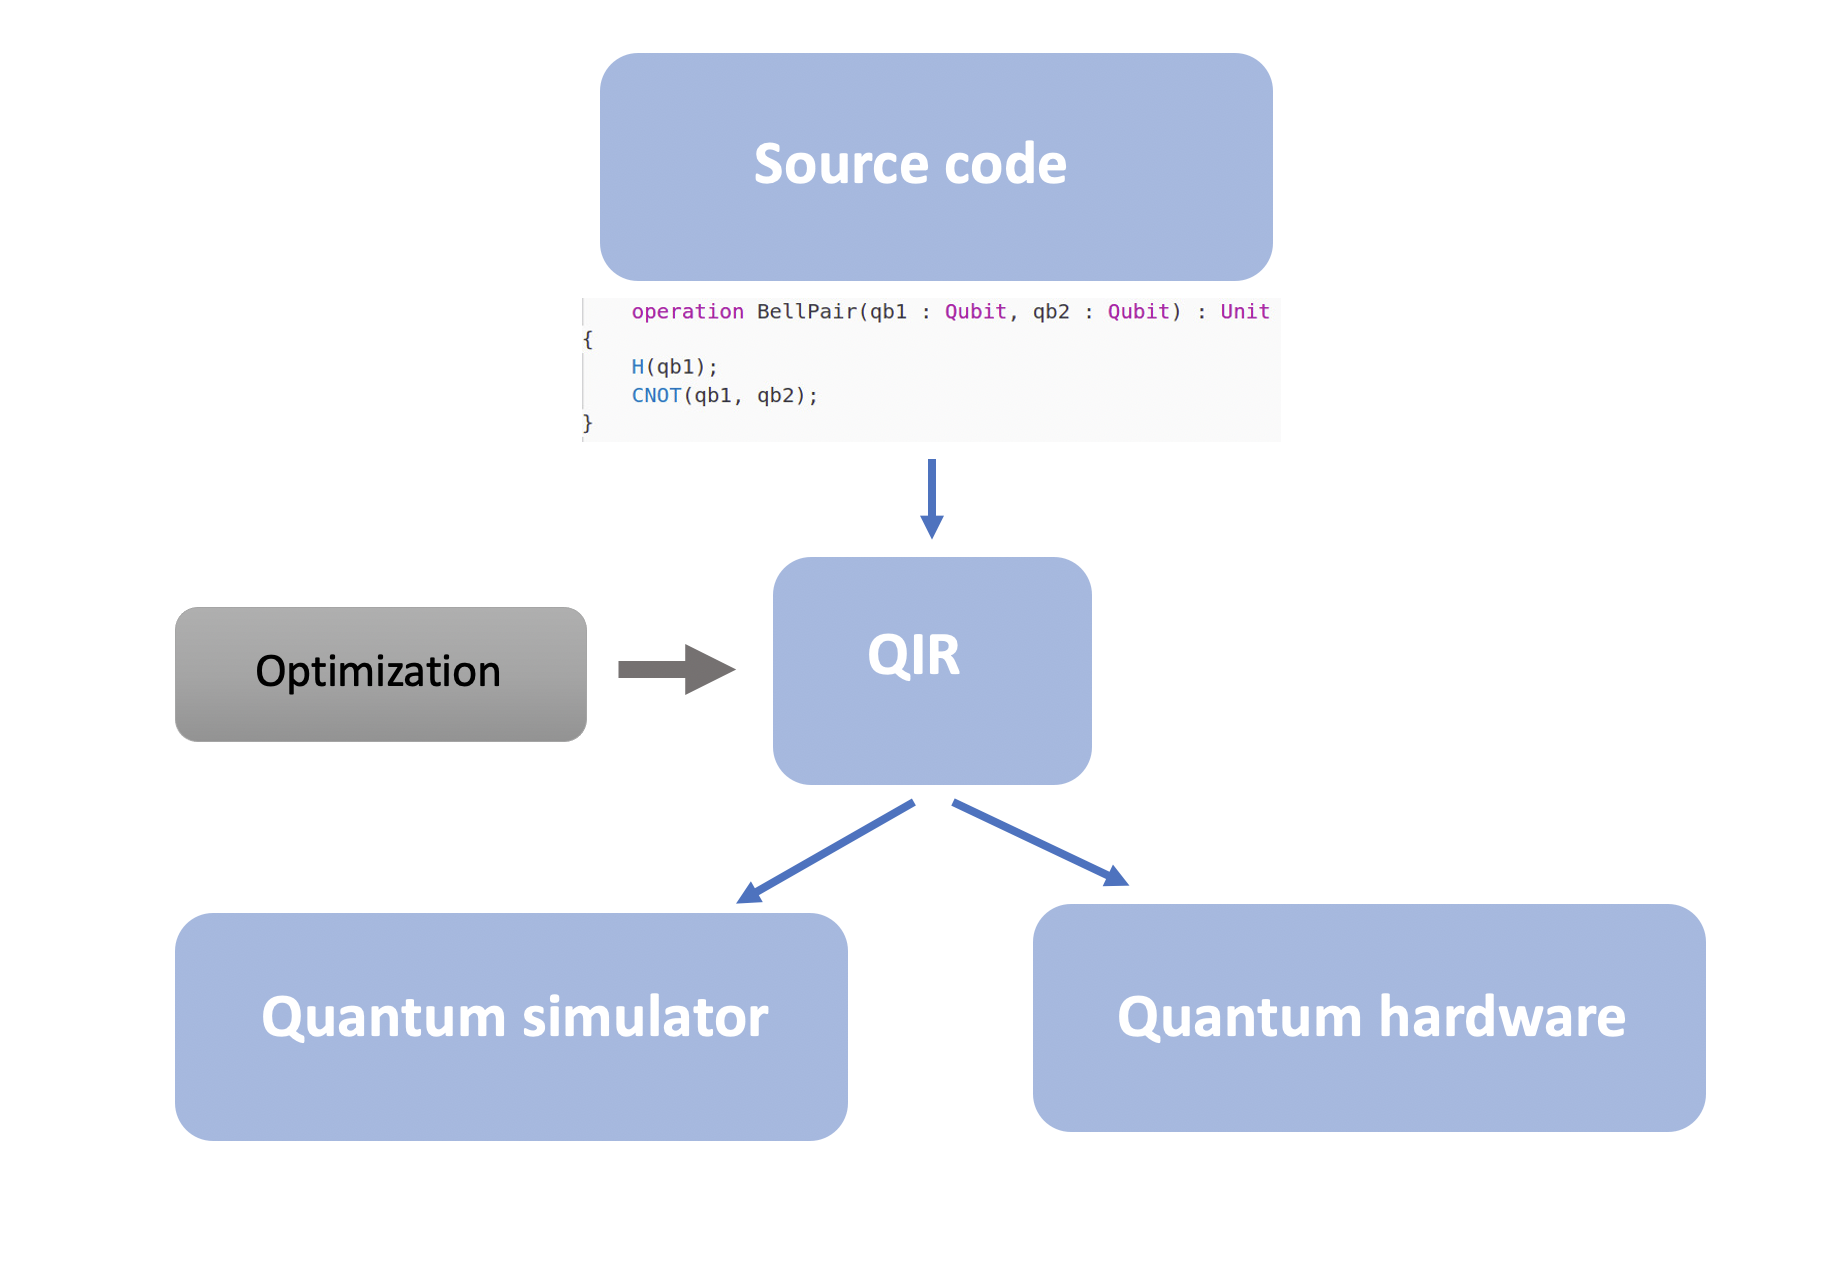 Source code
operation BellPair(qb1 : Qubit, qb2 : Qubit) : Unit
{
H(qb1);
CNOT(qb1, qb2);
}
Optimization
QIR
Quantum simulator
Quantum hardware